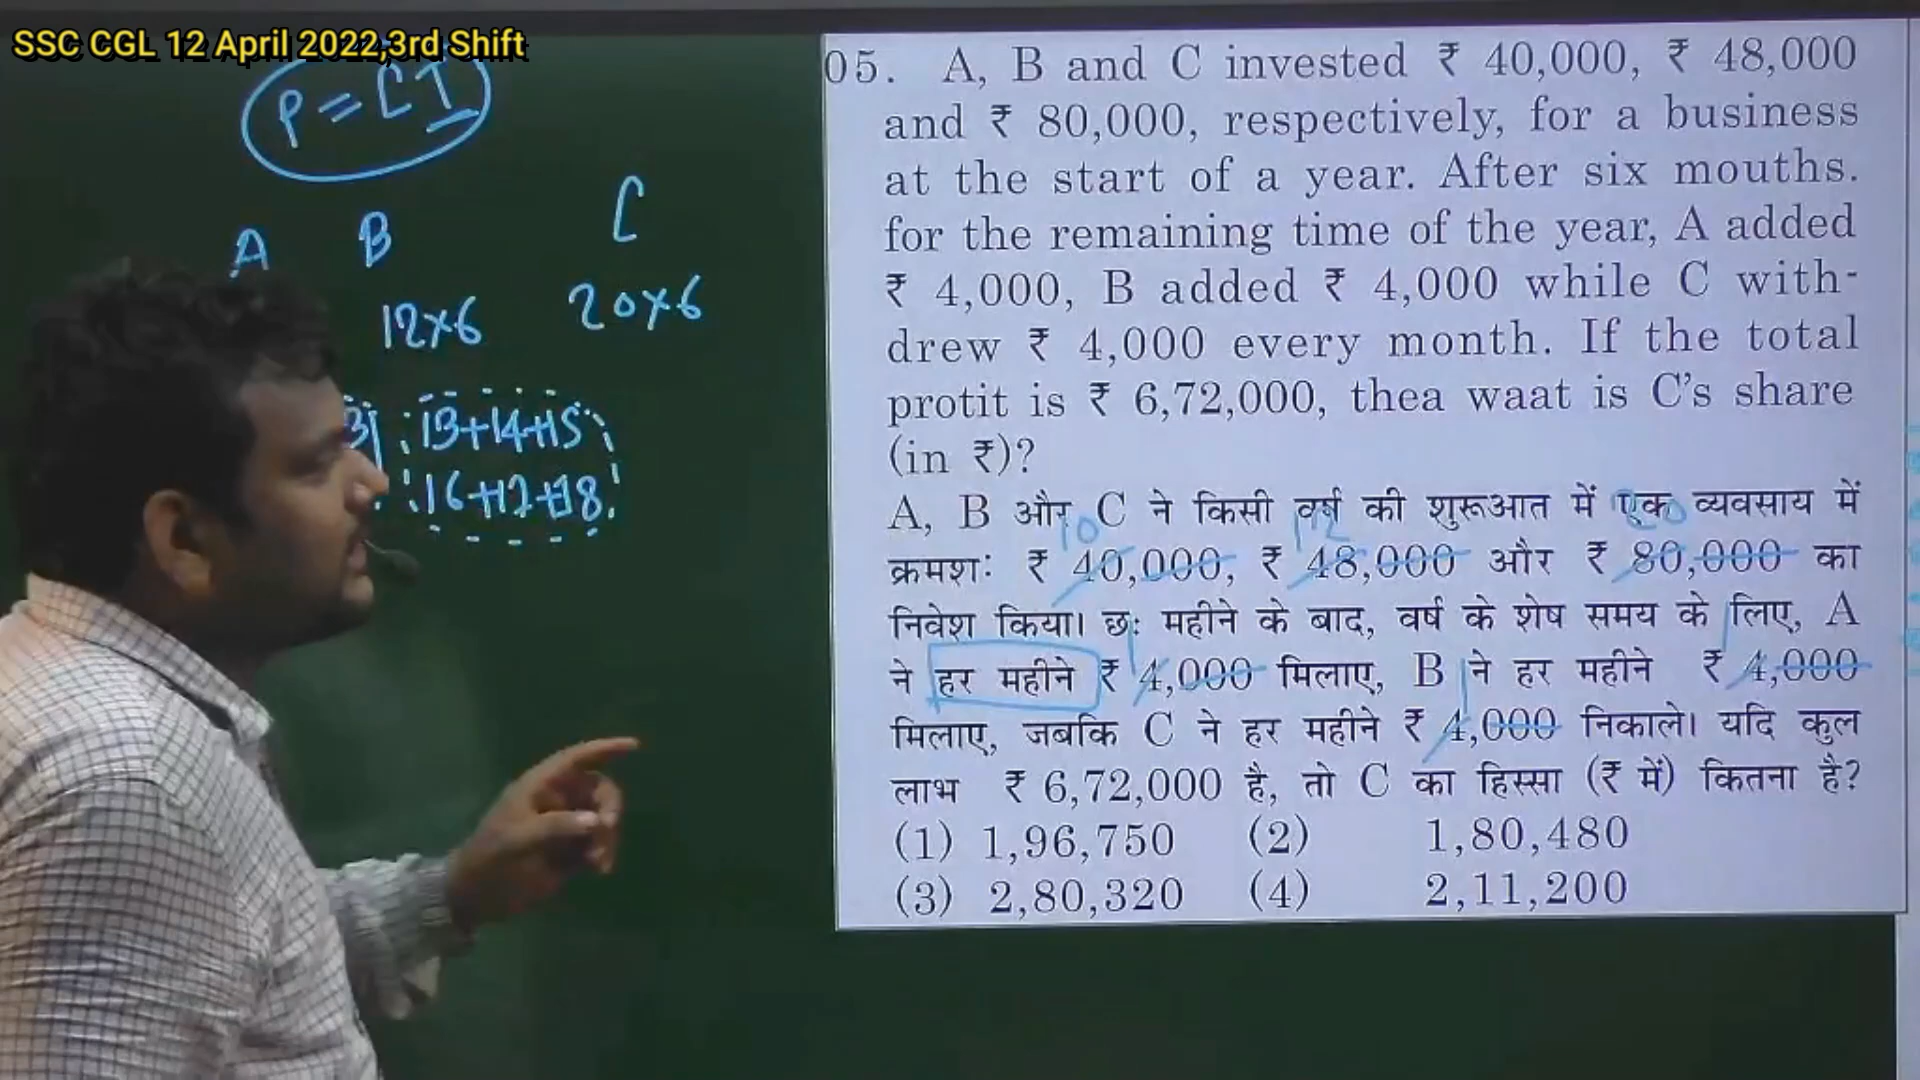 SSC CGL 12 April 2022,3rd Shift
P = CI
A B C
12×6 20×6
3) 13+14+15
16+17+18
05. A, B and C invested ₹ 40,000, ₹ 48,000
and ₹ 80,000, respectively, for a business
at the start of a year. After six mouths.
for the remaining time of the year, A added
₹ 4,000, B added ₹ 4,000 while C with-
drew ₹ 4,000 every month. If the total
protit is ₹ 6,72,000, thea waat is C’s share
(in ₹)?
A, B और C ने किसी वर्ष की शुरूआत में एक व्यवसाय में
10 12
क्रमशः ₹ 40,000, ₹ 48,000 और ₹ 80,000 का
निवेश किया। छः महीने के बाद, वर्ष के शेष समय के लिए, A
ने हर महीने ₹ 4,000 मिलाए, B ने हर महीने ₹ 4,000
मिलाए, जबकि C ने हर महीने ₹ 4,000 निकाले। यदि कुल
लाभ ₹ 6,72,000 है, तो C का हिस्सा (₹ में) कितना है?
(1) 1,96,750 (2) 1,80,480
(3) 2,80,320 (4) 2,11,200